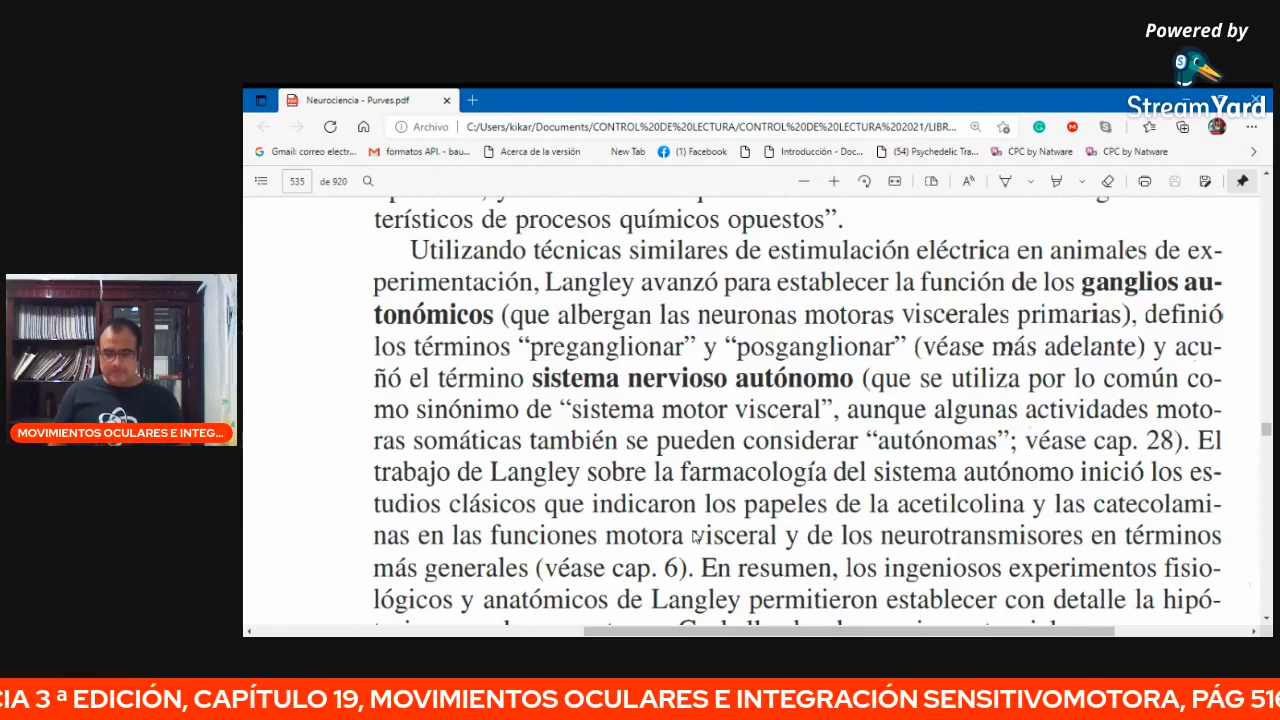 Powered by
StreamYard
Neurociencia - Purves.pdf
Archivo
C:/Users/kikar/Documents/CONTROL%20DE%20LECTURA/CONTROL%20DE%20LECTURA%202021/LIBR...
Gmail: correo electr...
formatos API. - bau...
Acerca de la versión
New Tab
(1) Facebook
Introducción - Doc...
(54) Psychedelic Tra...
CPC by Natware
CPC by Natware
535 de 920
terísticos de procesos químicos opuestos”.
Utilizando técnicas similares de estimulación eléctrica en animales de ex-
perimentación, Langley avanzó para establecer la función de los ganglios au-
tonómicos (que albergan las neuronas motoras viscerales primarias), definió
los términos “preganglionar” y “posganglionar” (véase más adelante) y acu-
ñó el término sistema nervioso autónomo (que se utiliza por lo común co-
mo sinónimo de “sistema motor visceral”, aunque algunas actividades moto-
ras somáticas también se pueden considerar “autónomas”; véase cap. 28). El
trabajo de Langley sobre la farmacología del sistema autónomo inició los es-
tudios clásicos que indicaron los papeles de la acetilcolina y las catecolami-
nas en las funciones motora visceral y de los neurotransmisores en términos
más generales (véase cap. 6). En resumen, los ingeniosos experimentos fisio-
lógicos y anatómicos de Langley permitieron establecer con detalle la hipó-
MOVIMIENTOS OCULARES E INTEG...
CIA 3 ª EDICIÓN, CAPÍTULO 19, MOVIMIENTOS OCULARES E INTEGRACIÓN SENSITIVOMOTORA, PÁG 516